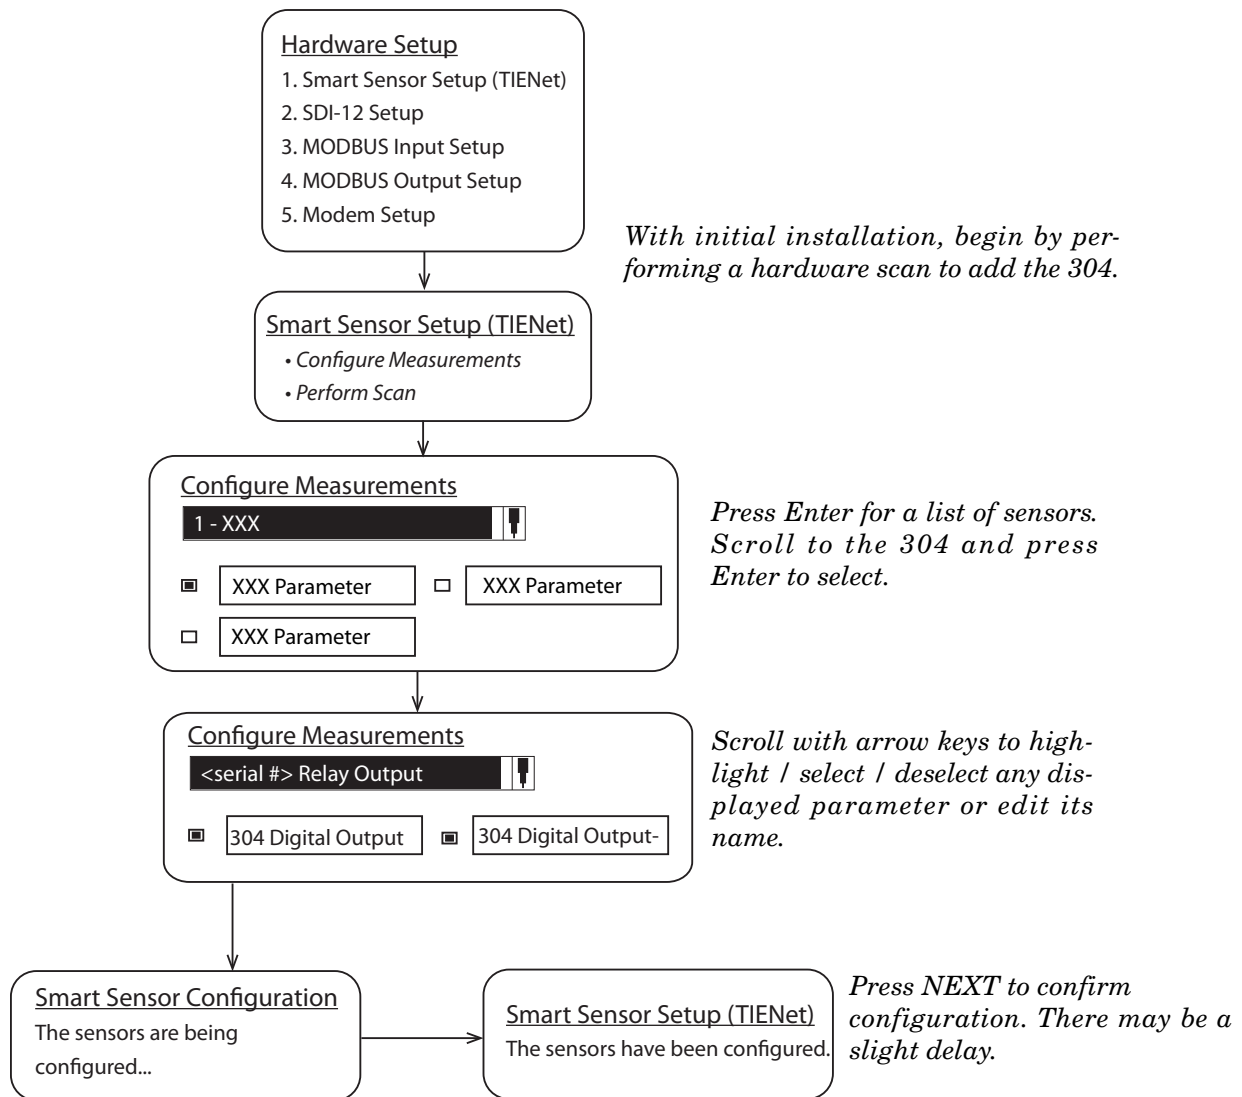 Hardware Setup
1. Smart Sensor Setup (TIENet)
2. SDI-12 Setup
3. MODBUS Input Setup
4. MODBUS Output Setup
5. Modem Setup
With initial installation, begin by per-
forming a hardware scan to add the 304.
Smart Sensor Setup (TIENet)
• Configure Measurements
• Perform Scan
Configure Measurements
1 - XXX
XXX Parameter
XXX Parameter
XXX Parameter
Press Enter for a list of sensors.
Scroll to the 304 and press
Enter to select.
Configure Measurements
<serial #> Relay Output
304 Digital Output
304 Digital Output-
Scroll with arrow keys to high-
light / select / deselect any dis-
played parameter or edit its
name.
Smart Sensor Configuration
The sensors are being
configured...
Smart Sensor Setup (TIENet)
The sensors have been configured.
Press NEXT to confirm
configuration. There may be a
slight delay.